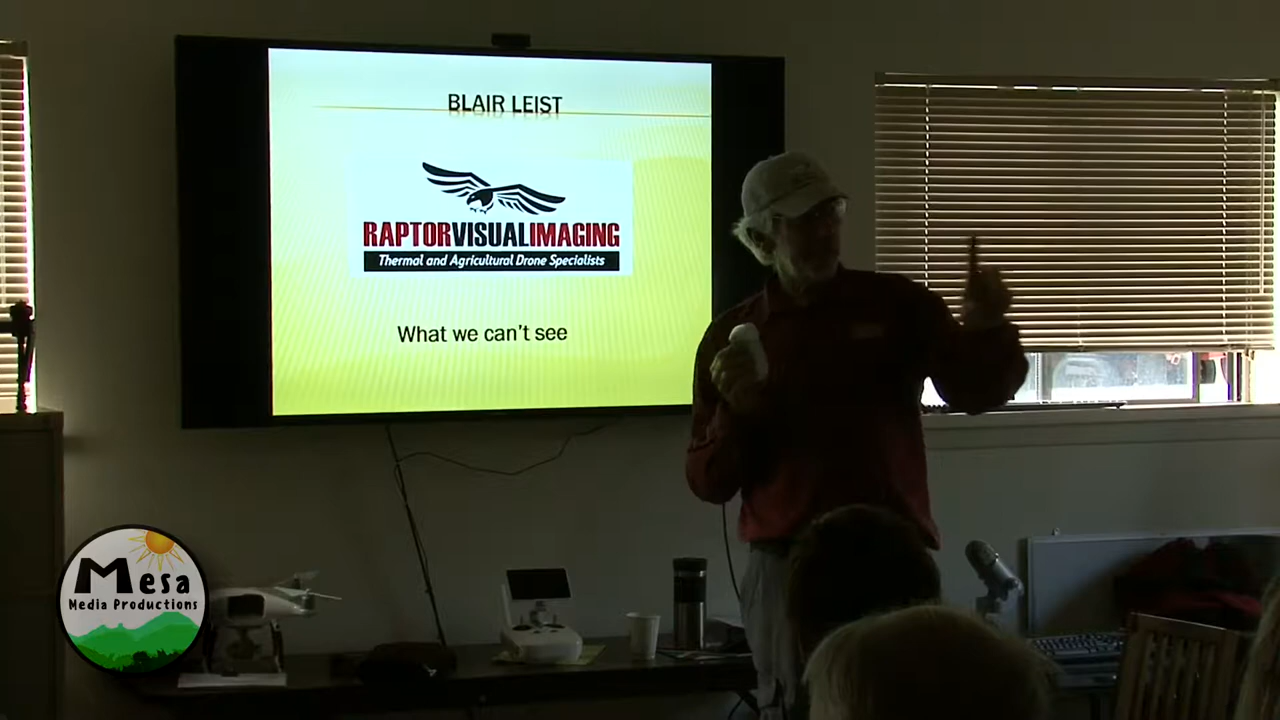 BLAIR LEIST
RAPTORVISUALIMAGING
Thermal and Agricultural Drone Specialists
What we can't see
Mesa
Media Productions